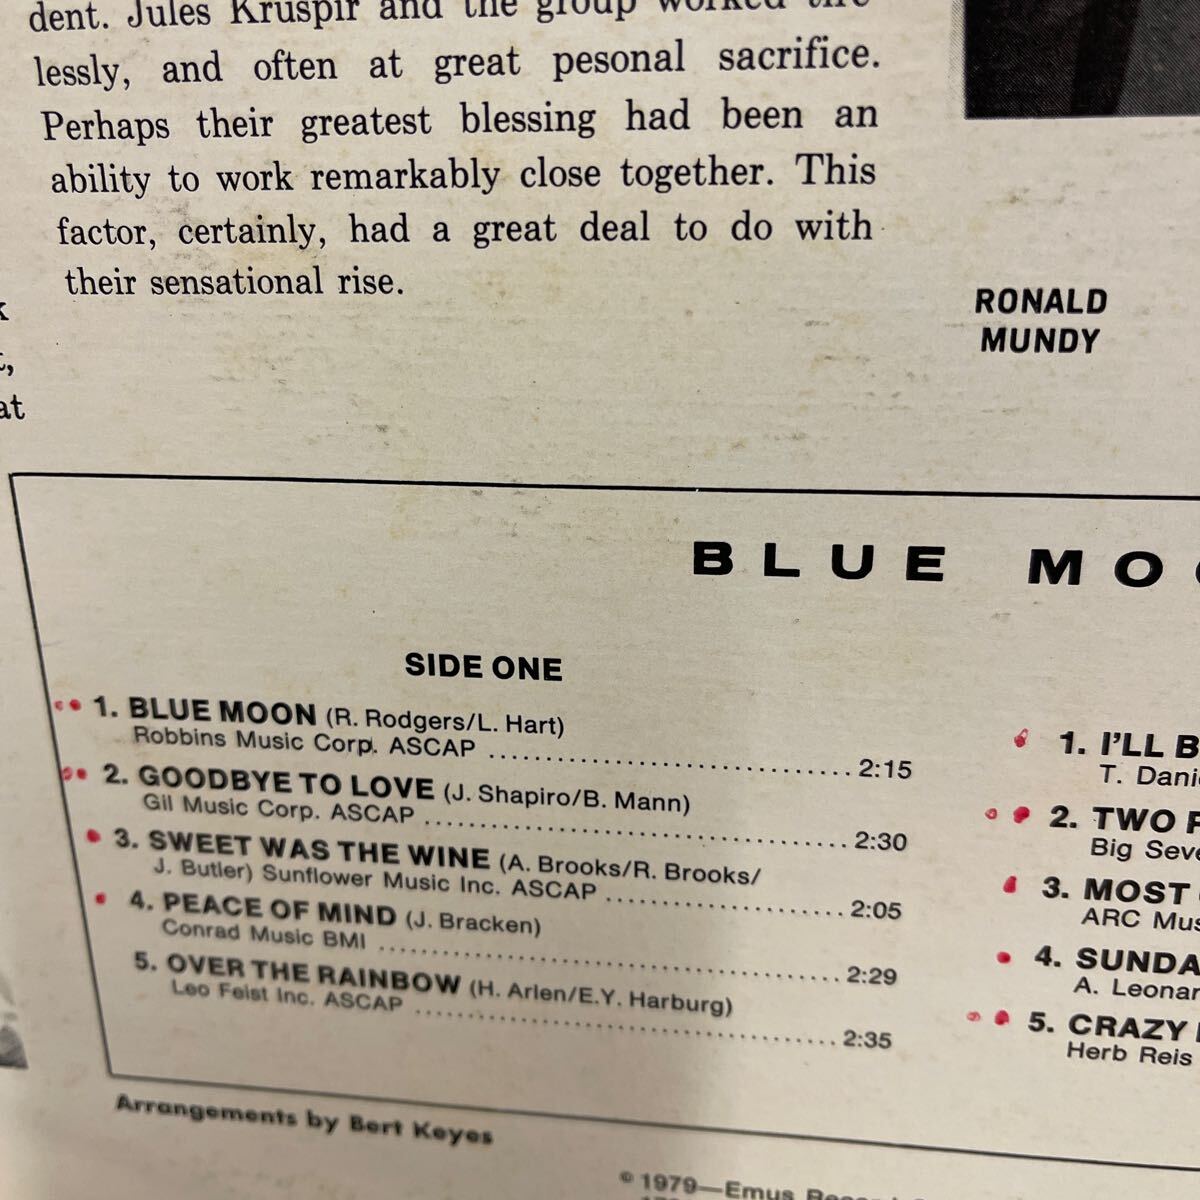 dent. Jules Kruspir and the group worked tire
lessly, and often at great pesonal sacrifice.
Perhaps their greatest blessing had been an
ability to work remarkably close together. This
factor, certainly, had a great deal to do with
their sensational rise.
at
RONALD
MUNDY
BLUE MO
SIDE ONE
1. BLUE MOON (R. Rodgers/L. Hart)
Robbins Music Corp. ASCAP .................................... 2:15
2. GOODBYE TO LOVE (J. Shapiro/B. Mann)
Gil Music Corp. ASCAP .......................................... 2:30
3. SWEET WAS THE WINE (A. Brooks/R. Brooks/
J. Butler) Sunflower Music Inc. ASCAP ........................ 2:05
4. PEACE OF MIND (J. Bracken)
Conrad Music BMI .............................................. 2:29
5. OVER THE RAINBOW (H. Arlen/E.Y. Harburg)
Leo Feist Inc. ASCAP .......................................... 2:35
1. I'LL B
T. Dani
2. TWO
Big Seve
3. MOST
ARC Mus
4. SUNDA
A. Leonar
5. CRAZY
Herb Reis
Arrangements by Bert Keyes
© 1979—Emus